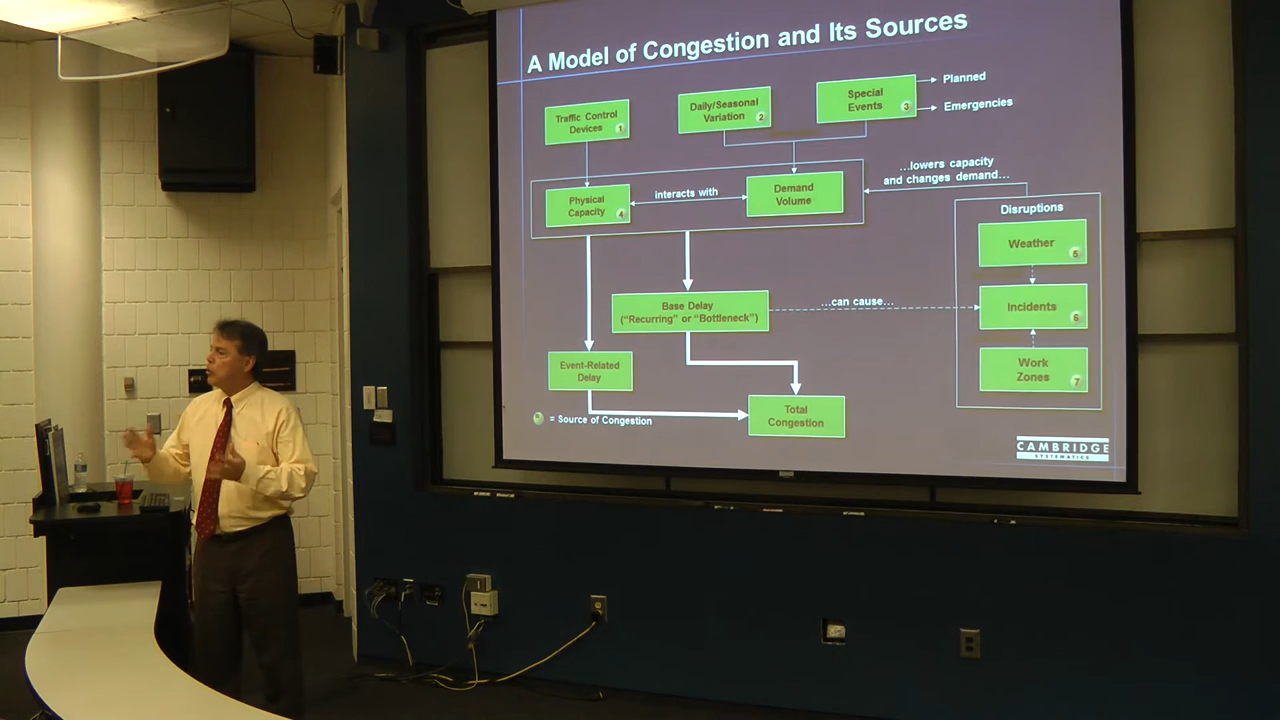 A Model of Congestion and Its Sources
Traffic Control
Devices 1
Daily/Seasonal
Variation 2
Special
Events 3
Planned
Emergencies
Physical
Capacity 4
interacts with
Demand
Volume
...lowers capacity
and changes demand...
Disruptions
Weather
5
Incidents
6
Work
Zones 7
Base Delay
("Recurring" or "Bottleneck")
...can cause...
Event-Related
Delay
Total
Congestion
= Source of Congestion
CAMBRIDGE
SYSTEMATICS